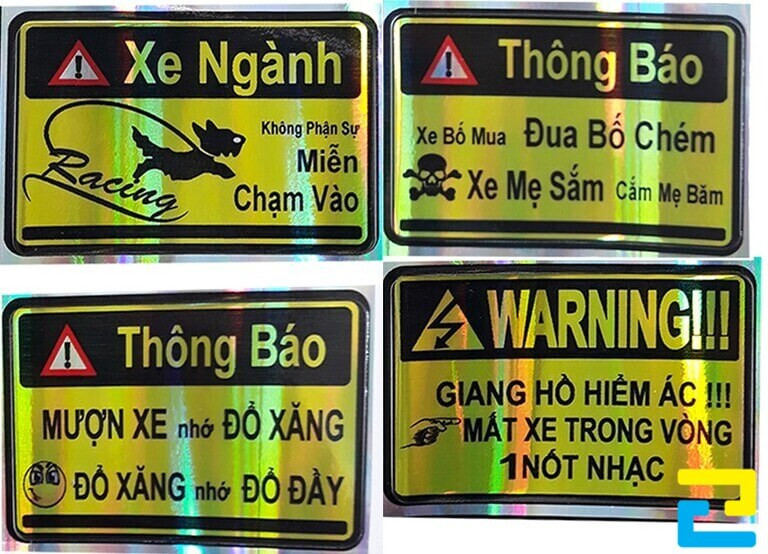 Xe Ngành
Không Phận Sự
Miễn
Chạm Vào
Racing
Thông Báo
Xe Bố Mua Đua Bố Chém
Xe Mẹ Sắm Cắm Mẹ Băm
Thông Báo
MƯỢN XE nhớ ĐỔ XĂNG
ĐỔ XĂNG nhớ ĐỔ ĐẦY
WARNING!!!
GIANG HỒ HIỂM ÁC !!!
MẤT XE TRONG VÒNG
1NỐT NHẠC